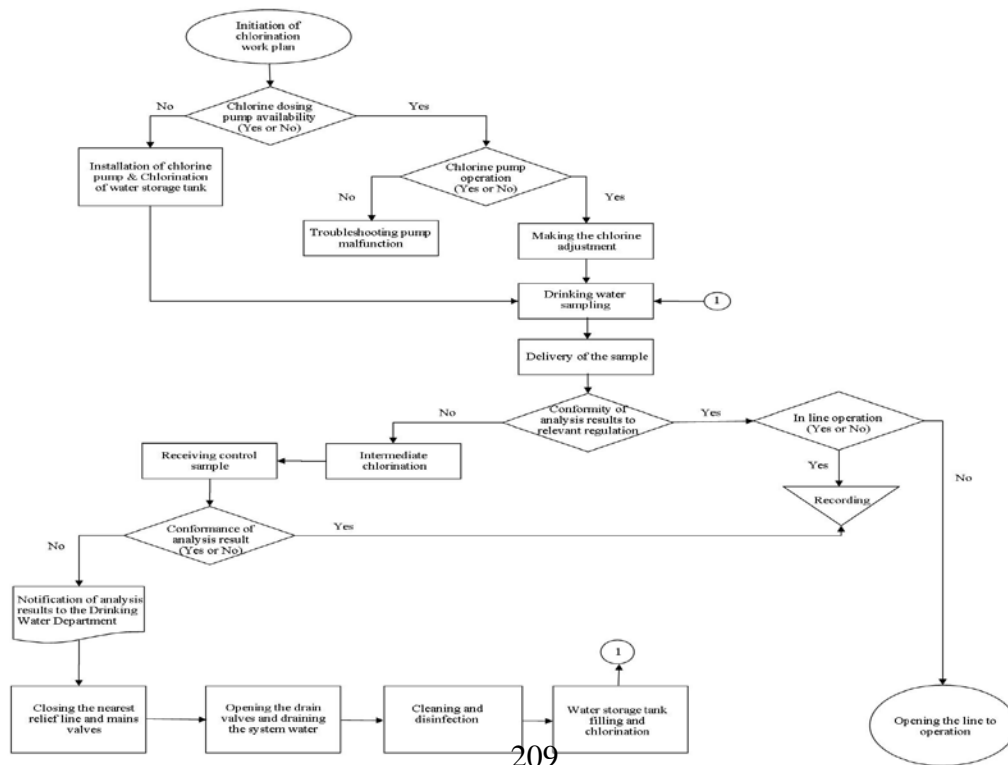 Initiation of
chlorination
work plan
No
Chlorine dosing
pump availability
(Yes or No)
Yes
Installation of chlorine
pump & Chlorination
of water storage tank
Chlorine pump
operation
(Yes or No)
No
Yes
Troubleshooting pump
malfunction
Making the chlorine
adjustment
Drinking water
sampling
1
Delivery of the sample
No
Conformity of
analysis results to
relevant regulation
Yes
In line operation
(Yes or No)
Receiving control
sample
Intermediate
chlorination
Yes
No
Recording
No
Conformance of
analysis result
(Yes or No)
Yes
Notification of analysis
results to the Drinking
Water Department
1
Closing the nearest
relief line and mains
valves
Opening the drain
valves and draining
the system water
Cleaning and
disinfection
Water storage tank
filling and
chlorination
Opening the line to
operation
209